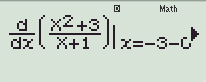 Math
d/dx(X²+3/X+1)|x=-3-